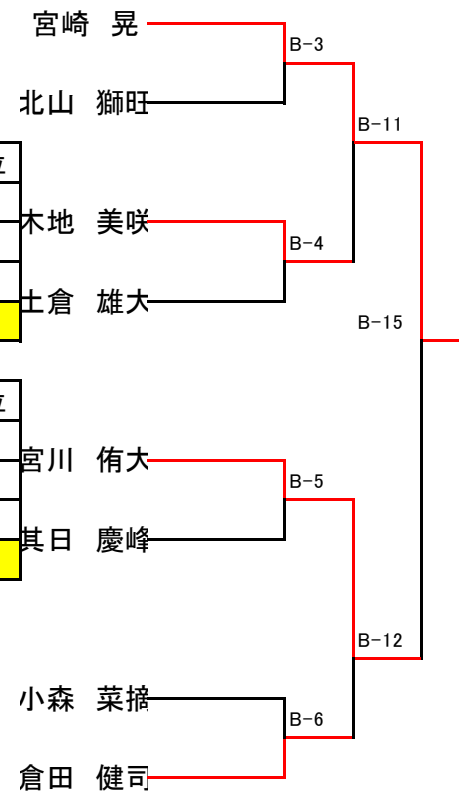 宮崎 晃
B-3
北山 獅旺
B-11
木地 美咲
B-4
土倉 雄大
B-15
宮川 侑大
B-5
其日 慶峰
B-12
小森 菜摘
B-6
倉田 健司